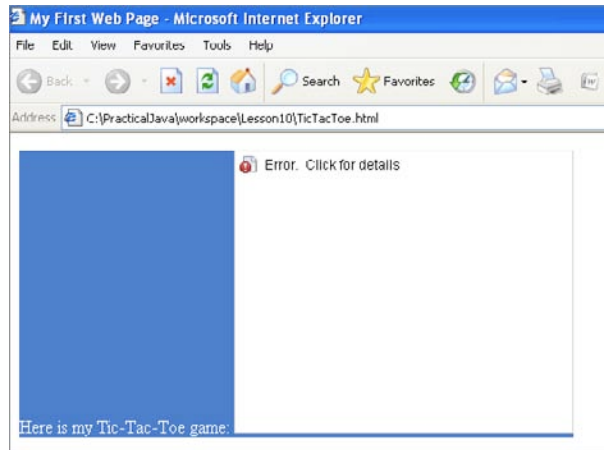 My First Web Page - Microsoft Internet Explorer
File Edit View Favorites Tools Help
Back Search Favorites
Address C:\PracticalJava\workspace\Lesson10\TicTacToe.html
Error. Click for details
Here is my Tic-Tac-Toe game: